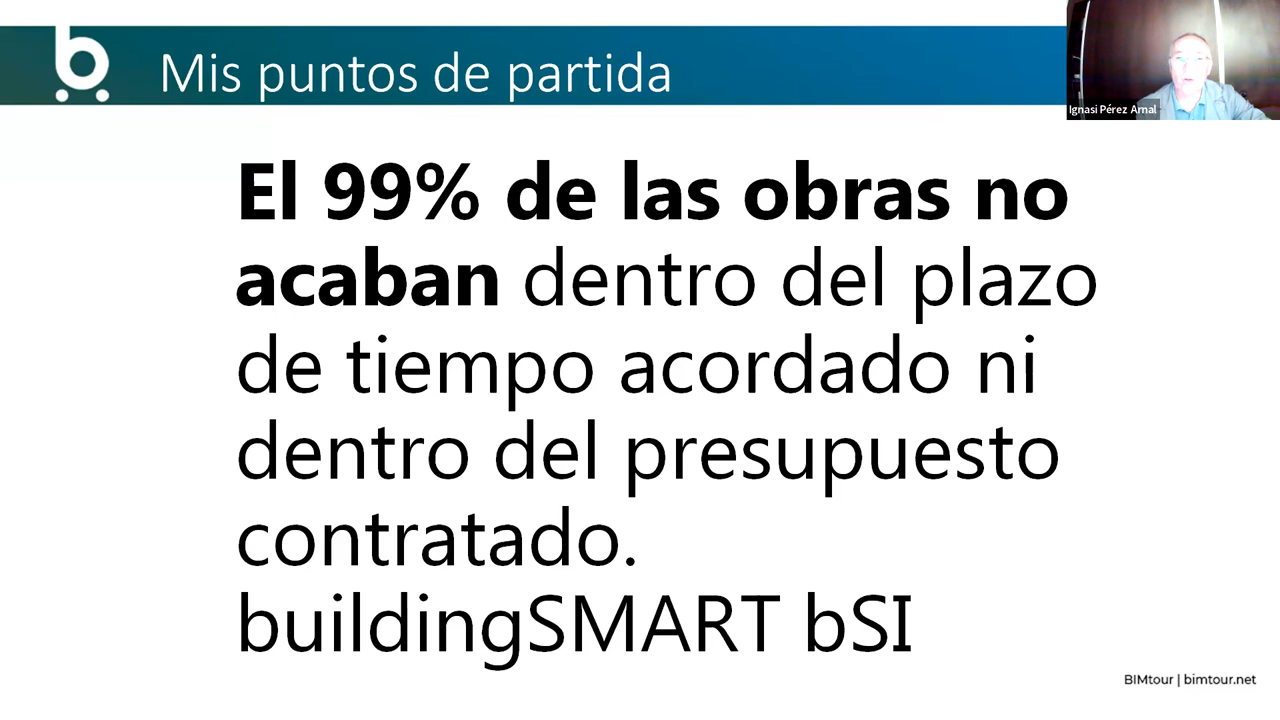 b
Mis puntos de partida
Ignasi Pérez Arnal
El 99% de las obras no
acaban dentro del plazo
de tiempo acordado ni
dentro del presupuesto
contratado.
buildingSMART bSI
BIMtour | bimtour.net